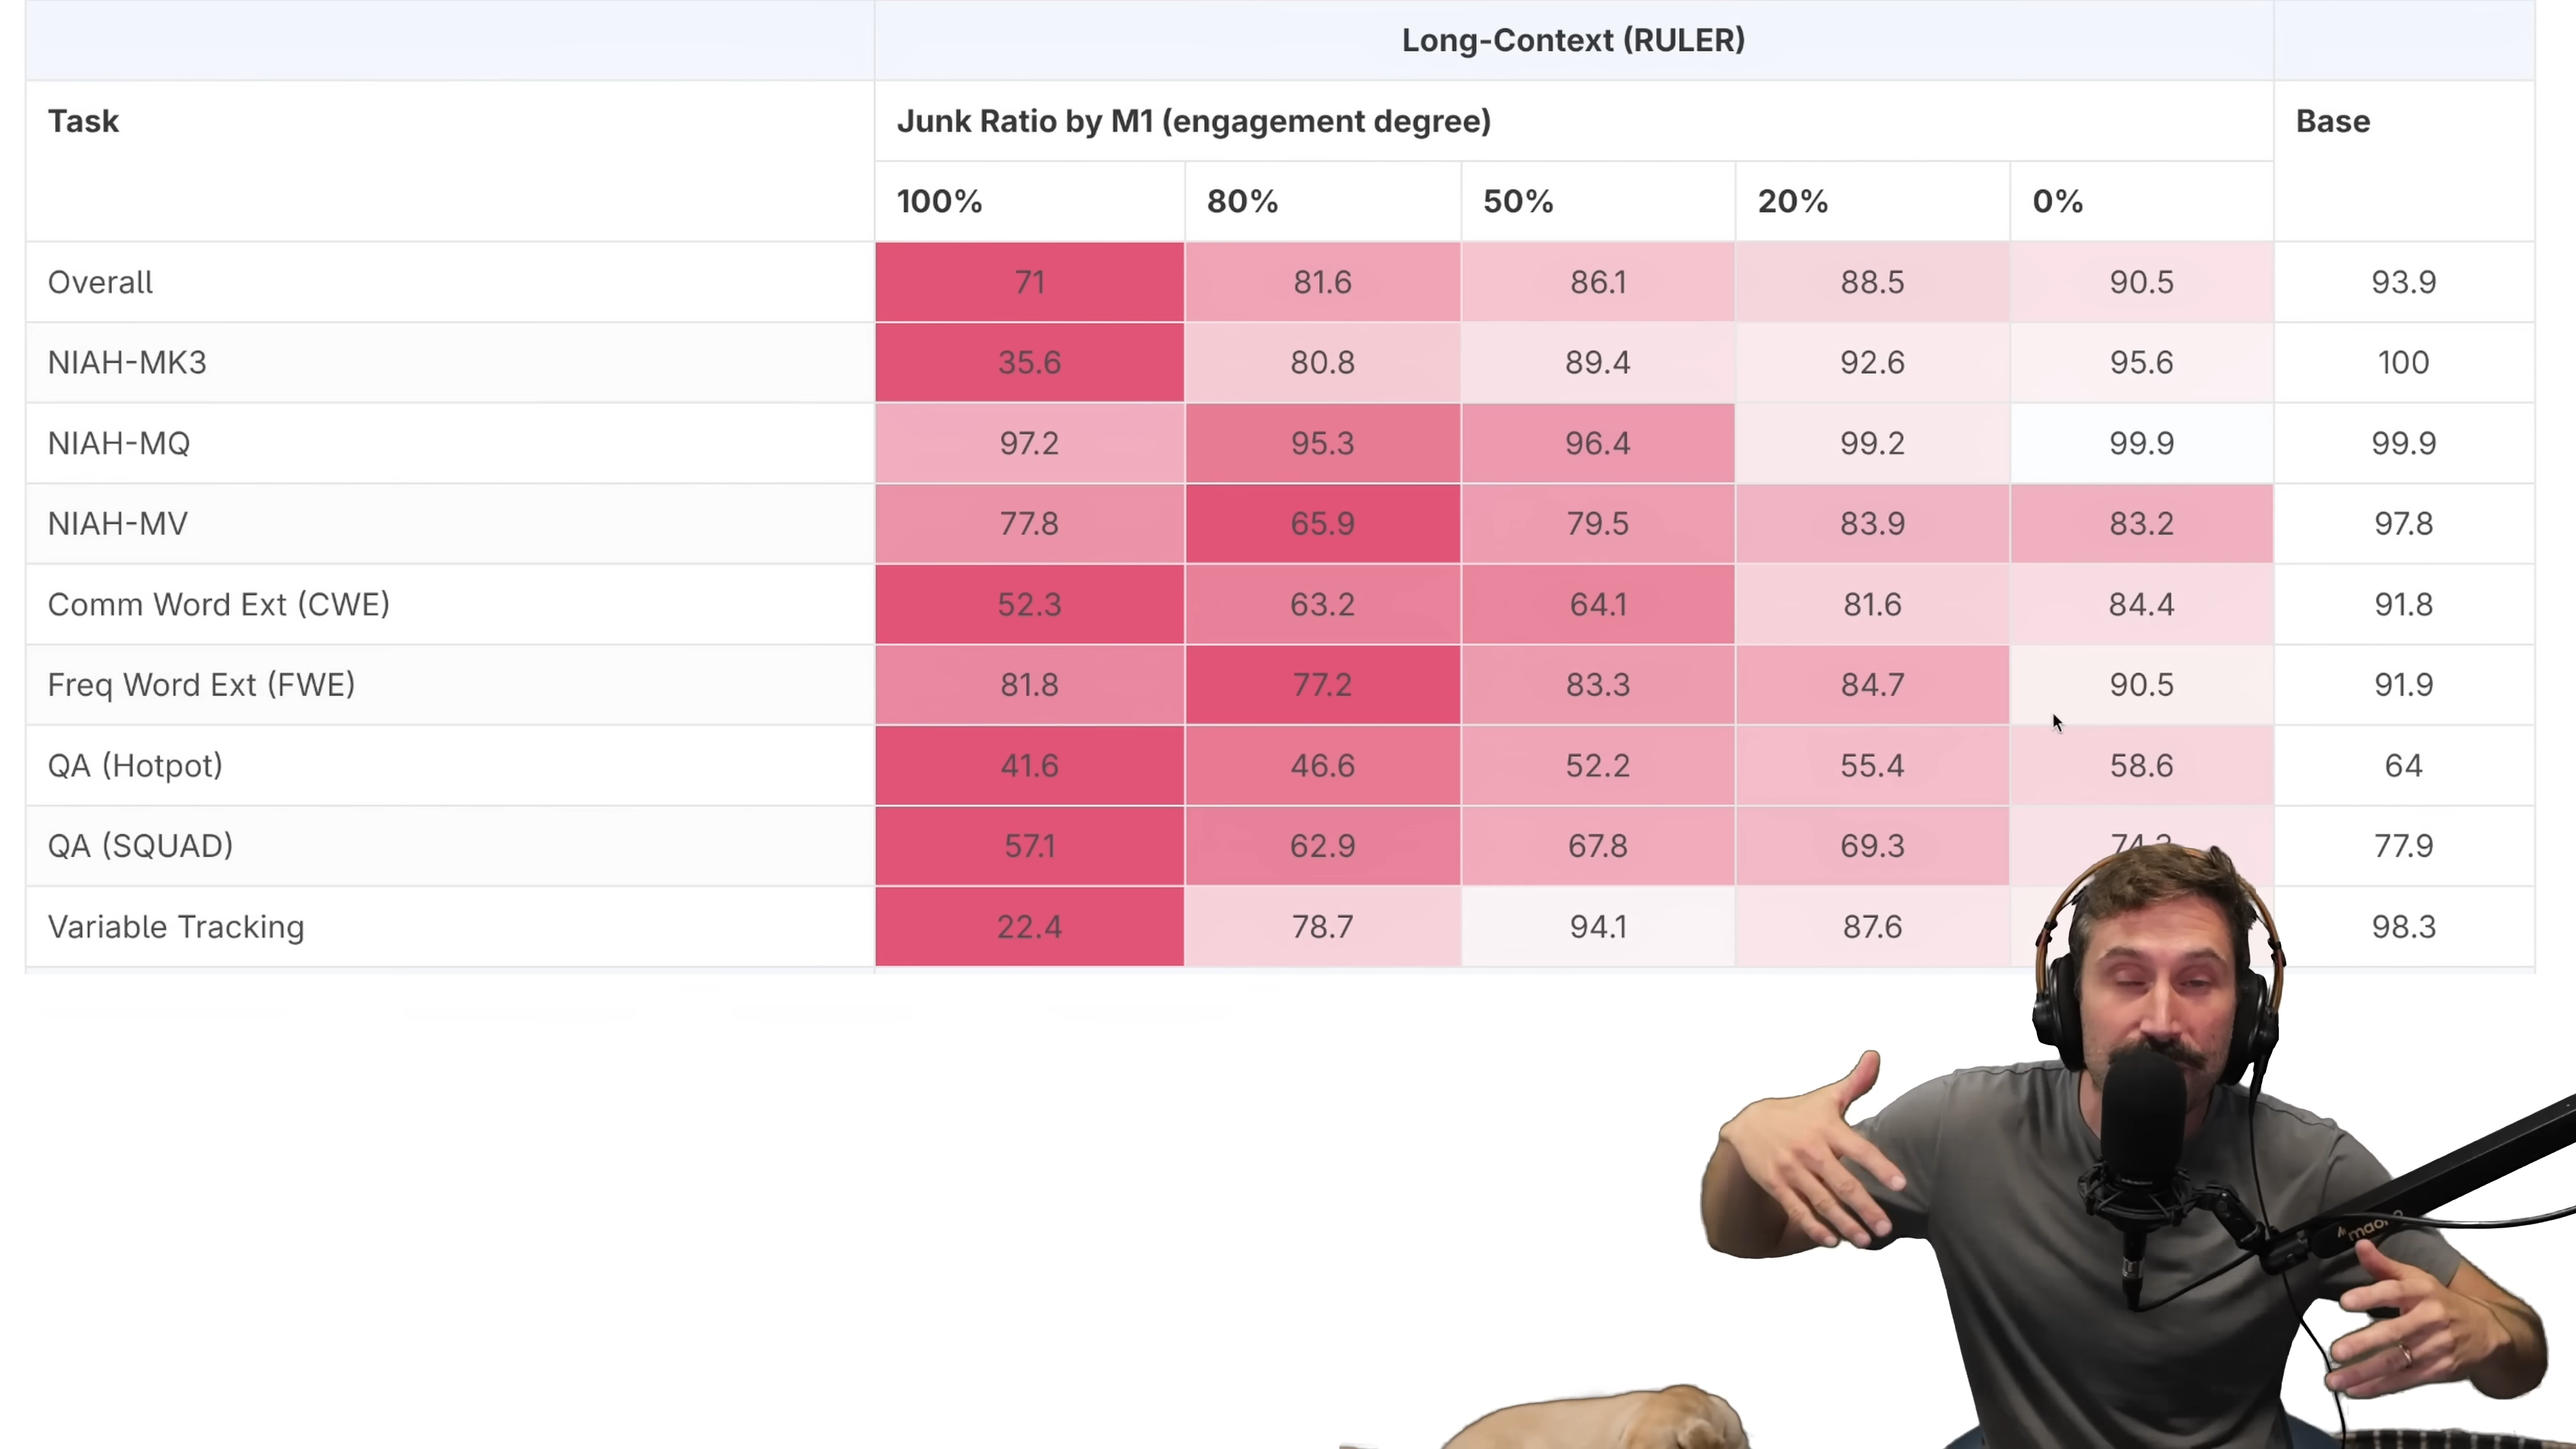 Long-Context (RULER)
Task Junk Ratio by M1 (engagement degree) Base
100% 80% 50% 20% 0%
Overall 71 81.6 86.1 88.5 90.5 93.9
NIAH-MK3 35.6 80.8 89.4 92.6 95.6 100
NIAH-MQ 97.2 95.3 96.4 99.2 99.9 99.9
NIAH-MV 77.8 65.9 79.5 83.9 83.2 97.8
Comm Word Ext (CWE) 52.3 63.2 64.1 81.6 84.4 91.8
Freq Word Ext (FWE) 81.8 77.2 83.3 84.7 90.5 91.9
QA (Hotpot) 41.6 46.6 52.2 55.4 58.6 64
QA (SQUAD) 57.1 62.9 67.8 69.3 77.9
Variable Tracking 22.4 78.7 94.1 87.6 98.3